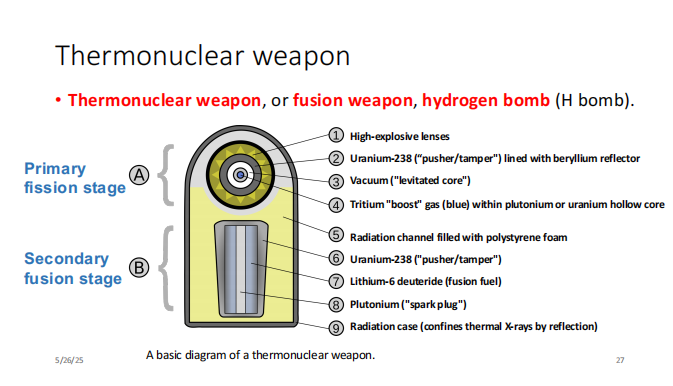 Thermonuclear weapon
• Thermonuclear weapon, or fusion weapon, hydrogen bomb (H bomb).
Primary
fission stage
A
Secondary
fusion stage
B
1 High-explosive lenses
2 Uranium-238 ("pusher/tamper") lined with beryllium reflector
3 Vacuum ("levitated core")
4 Tritium "boost" gas (blue) within plutonium or uranium hollow core
5 Radiation channel filled with polystyrene foam
6 Uranium-238 ("pusher/tamper")
7 Lithium-6 deuteride (fusion fuel)
8 Plutonium ("spark plug")
9 Radiation case (confines thermal X-rays by reflection)
A basic diagram of a thermonuclear weapon.
5/26/25
27